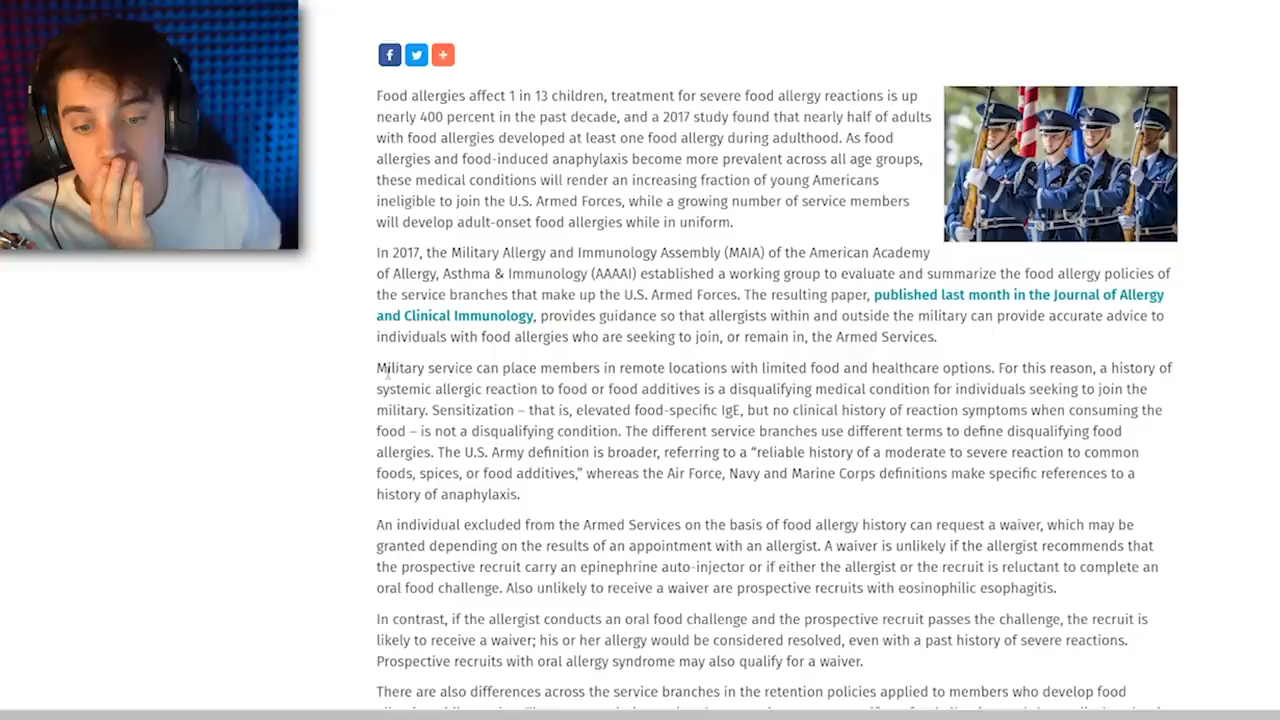 Food allergies affect 1 in 13 children, treatment for severe food allergy reactions is up
nearly 400 percent in the past decade, and a 2017 study found that nearly half of adults
with food allergies developed at least one food allergy during adulthood. As food
allergies and food-induced anaphylaxis become more prevalent across all age groups,
these medical conditions will render an increasing fraction of young Americans
ineligible to join the U.S. Armed Forces, while a growing number of service members
will develop adult-onset food allergies while in uniform.
In 2017, the Military Allergy and Immunology Assembly (MAIA) of the American Academy
of Allergy, Asthma & Immunology (AAAAI) established a working group to evaluate and summarize the food allergy policies of
the service branches that make up the U.S. Armed Forces. The resulting paper, published last month in the Journal of Allergy
and Clinical Immunology, provides guidance so that allergists within and outside the military can provide accurate advice to
individuals with food allergies who are seeking to join, or remain in, the Armed Services.
Military service can place members in remote locations with limited food and healthcare options. For this reason, a history of
systemic allergic reaction to food or food additives is a disqualifying medical condition for individuals seeking to join the
military. Sensitization – that is, elevated food-specific IgE, but no clinical history of reaction symptoms when consuming the
food – is not a disqualifying condition. The different service branches use different terms to define disqualifying food
allergies. The U.S. Army definition is broader, referring to a “reliable history of a moderate to severe reaction to common
foods, spices, or food additives,” whereas the Air Force, Navy and Marine Corps definitions make specific references to a
history of anaphylaxis.
An individual excluded from the Armed Services on the basis of food allergy history can request a waiver, which may be
granted depending on the results of an appointment with an allergist. A waiver is unlikely if the allergist recommends that
the prospective recruit carry an epinephrine auto-injector or if either the allergist or the recruit is reluctant to complete an
oral food challenge. Also unlikely to receive a waiver are prospective recruits with eosinophilic esophagitis.
In contrast, if the allergist conducts an oral food challenge and the prospective recruit passes the challenge, the recruit is
likely to receive a waiver; his or her allergy would be considered resolved, even with a past history of severe reactions.
Prospective recruits with oral allergy syndrome may also qualify for a waiver.
There are also differences across the service branches in the retention policies applied to members who develop food